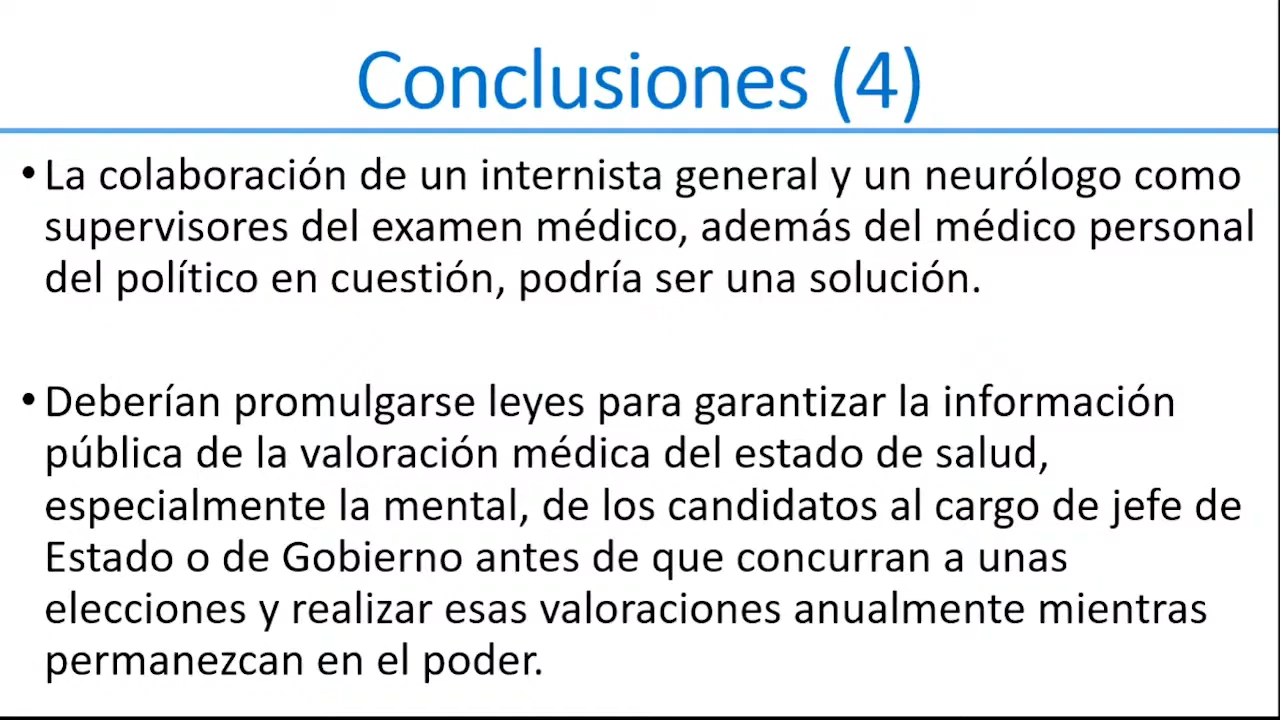 Conclusiones (4)
• La colaboración de un internista general y un neurólogo como
supervisores del examen médico, además del médico personal
del político en cuestión, podría ser una solución.
• Deberían promulgarse leyes para garantizar la información
pública de la valoración médica del estado de salud,
especialmente la mental, de los candidatos al cargo de jefe de
Estado o de Gobierno antes de que concurran a unas
elecciones y realizar esas valoraciones anualmente mientras
permanezcan en el poder.